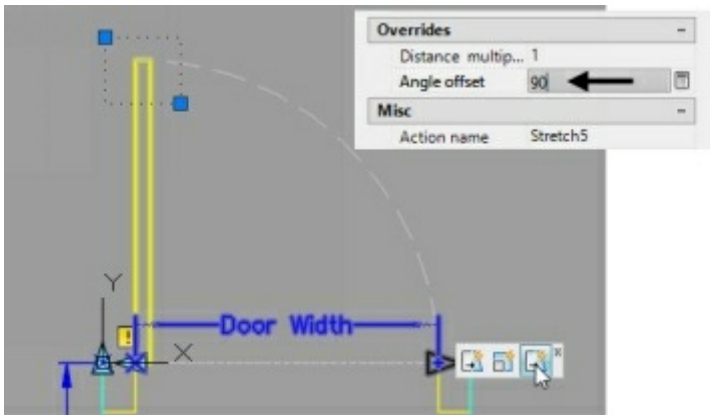 Overrides
Distance multip... 1
Angle offset 90
Misc
Action name Stretch5
Y
Door Width
!
X